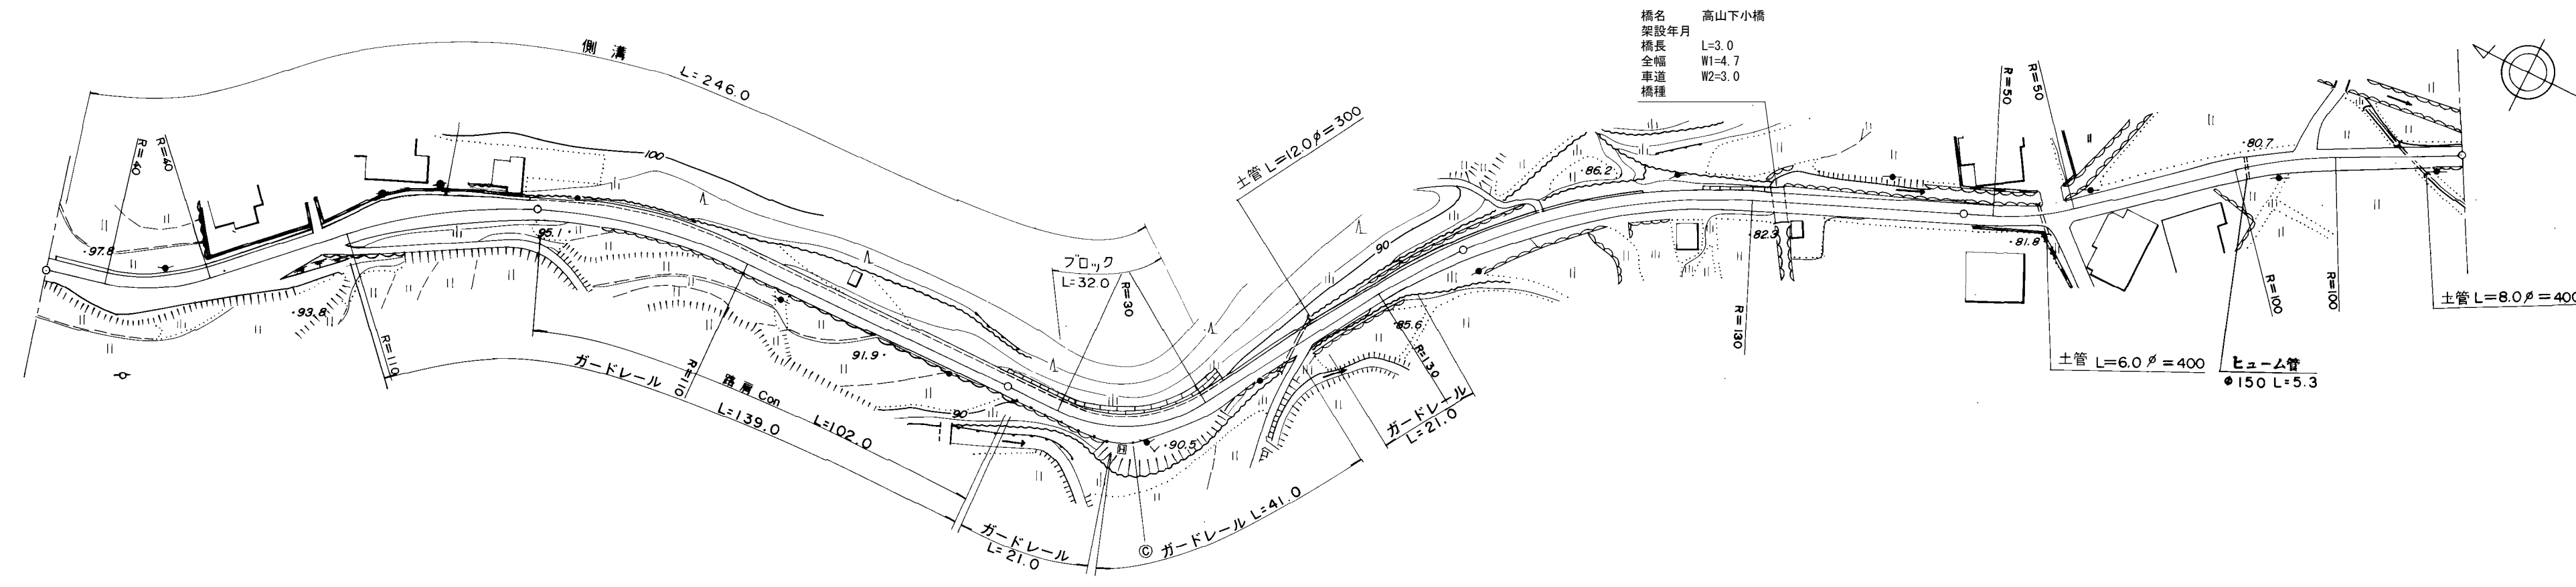 橋名 高山下小橋
架設年月
橋長 L=3.0
全幅 W1=4.7
車道 W2=3.0
橋種
側溝
L=246.0
R=40
R=40
100
土管 L=12.0 φ=300
R=50
R=50
80.7
86.2
97.8
95.1
90
82.3
81.8
ブロック
L=32.0
R=30
93.8
R=110
R=110
91.9
85.6
R=130
R=130
R=100
R=100
土管 L=8.0 φ=400
土管 L=6.0 φ=400
ヒューム管
φ150 L=5.3
ガードレール
L=139.0
路肩 Con
L=102.0
90
90.5
H
ガードレール
L=21.0
ガードレール
L=21.0
Ⓒ ガードレール L=41.0